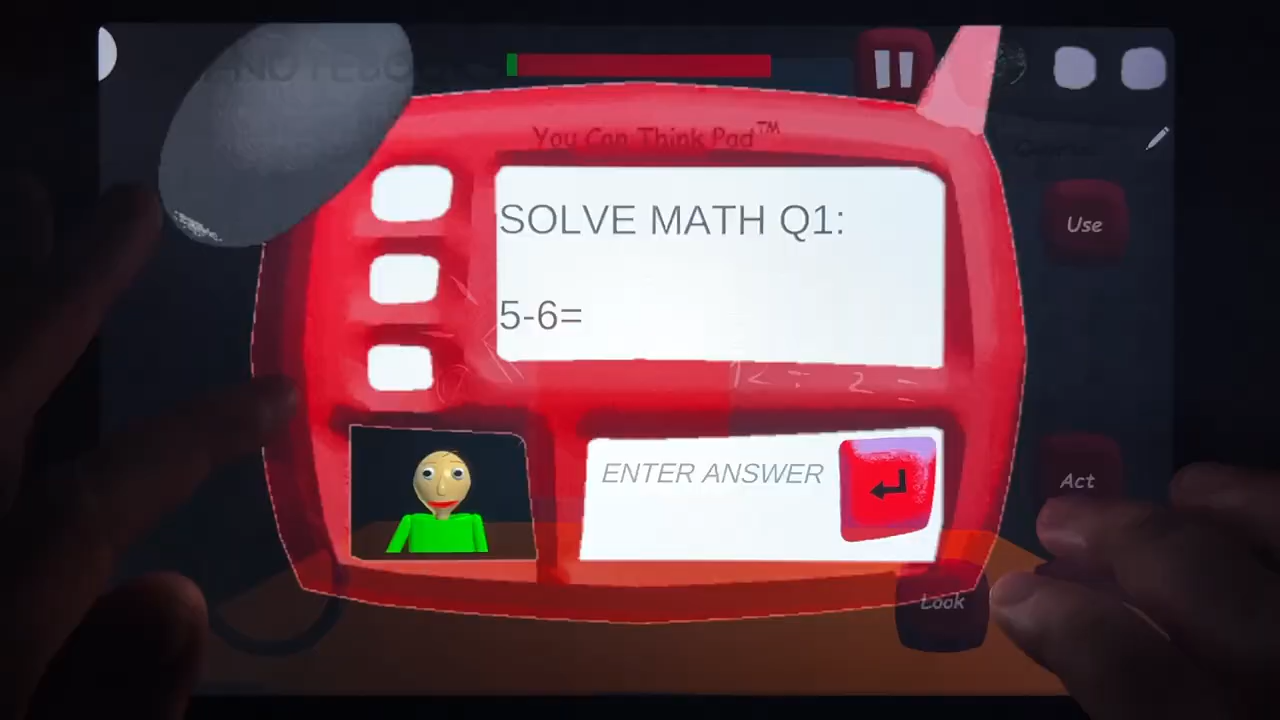 You Can Think Pad™
SOLVE MATH Q1:
5-6=
ENTER ANSWER
Use
Act
Look